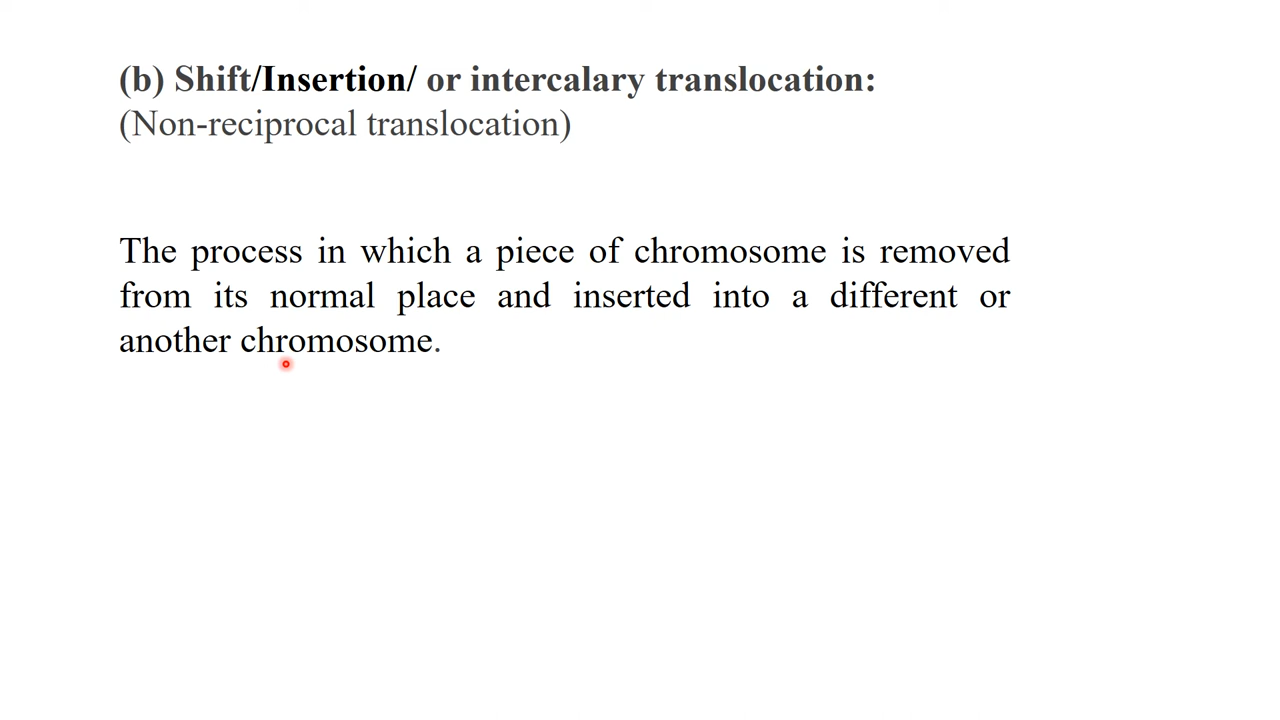 (b) Shift/Insertion/ or intercalary translocation:
(Non-reciprocal translocation)
The process in which a piece of chromosome is removed
from its normal place and inserted into a different or
another chromosome.